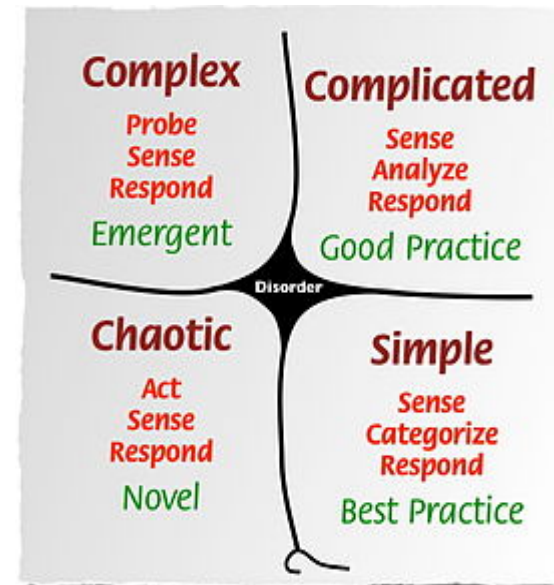 Complex
Probe
Sense
Respond
Emergent
Complicated
Sense
Analyze
Respond
Good Practice
Disorder
Chaotic
Act
Sense
Respond
Novel
Simple
Sense
Categorize
Respond
Best Practice